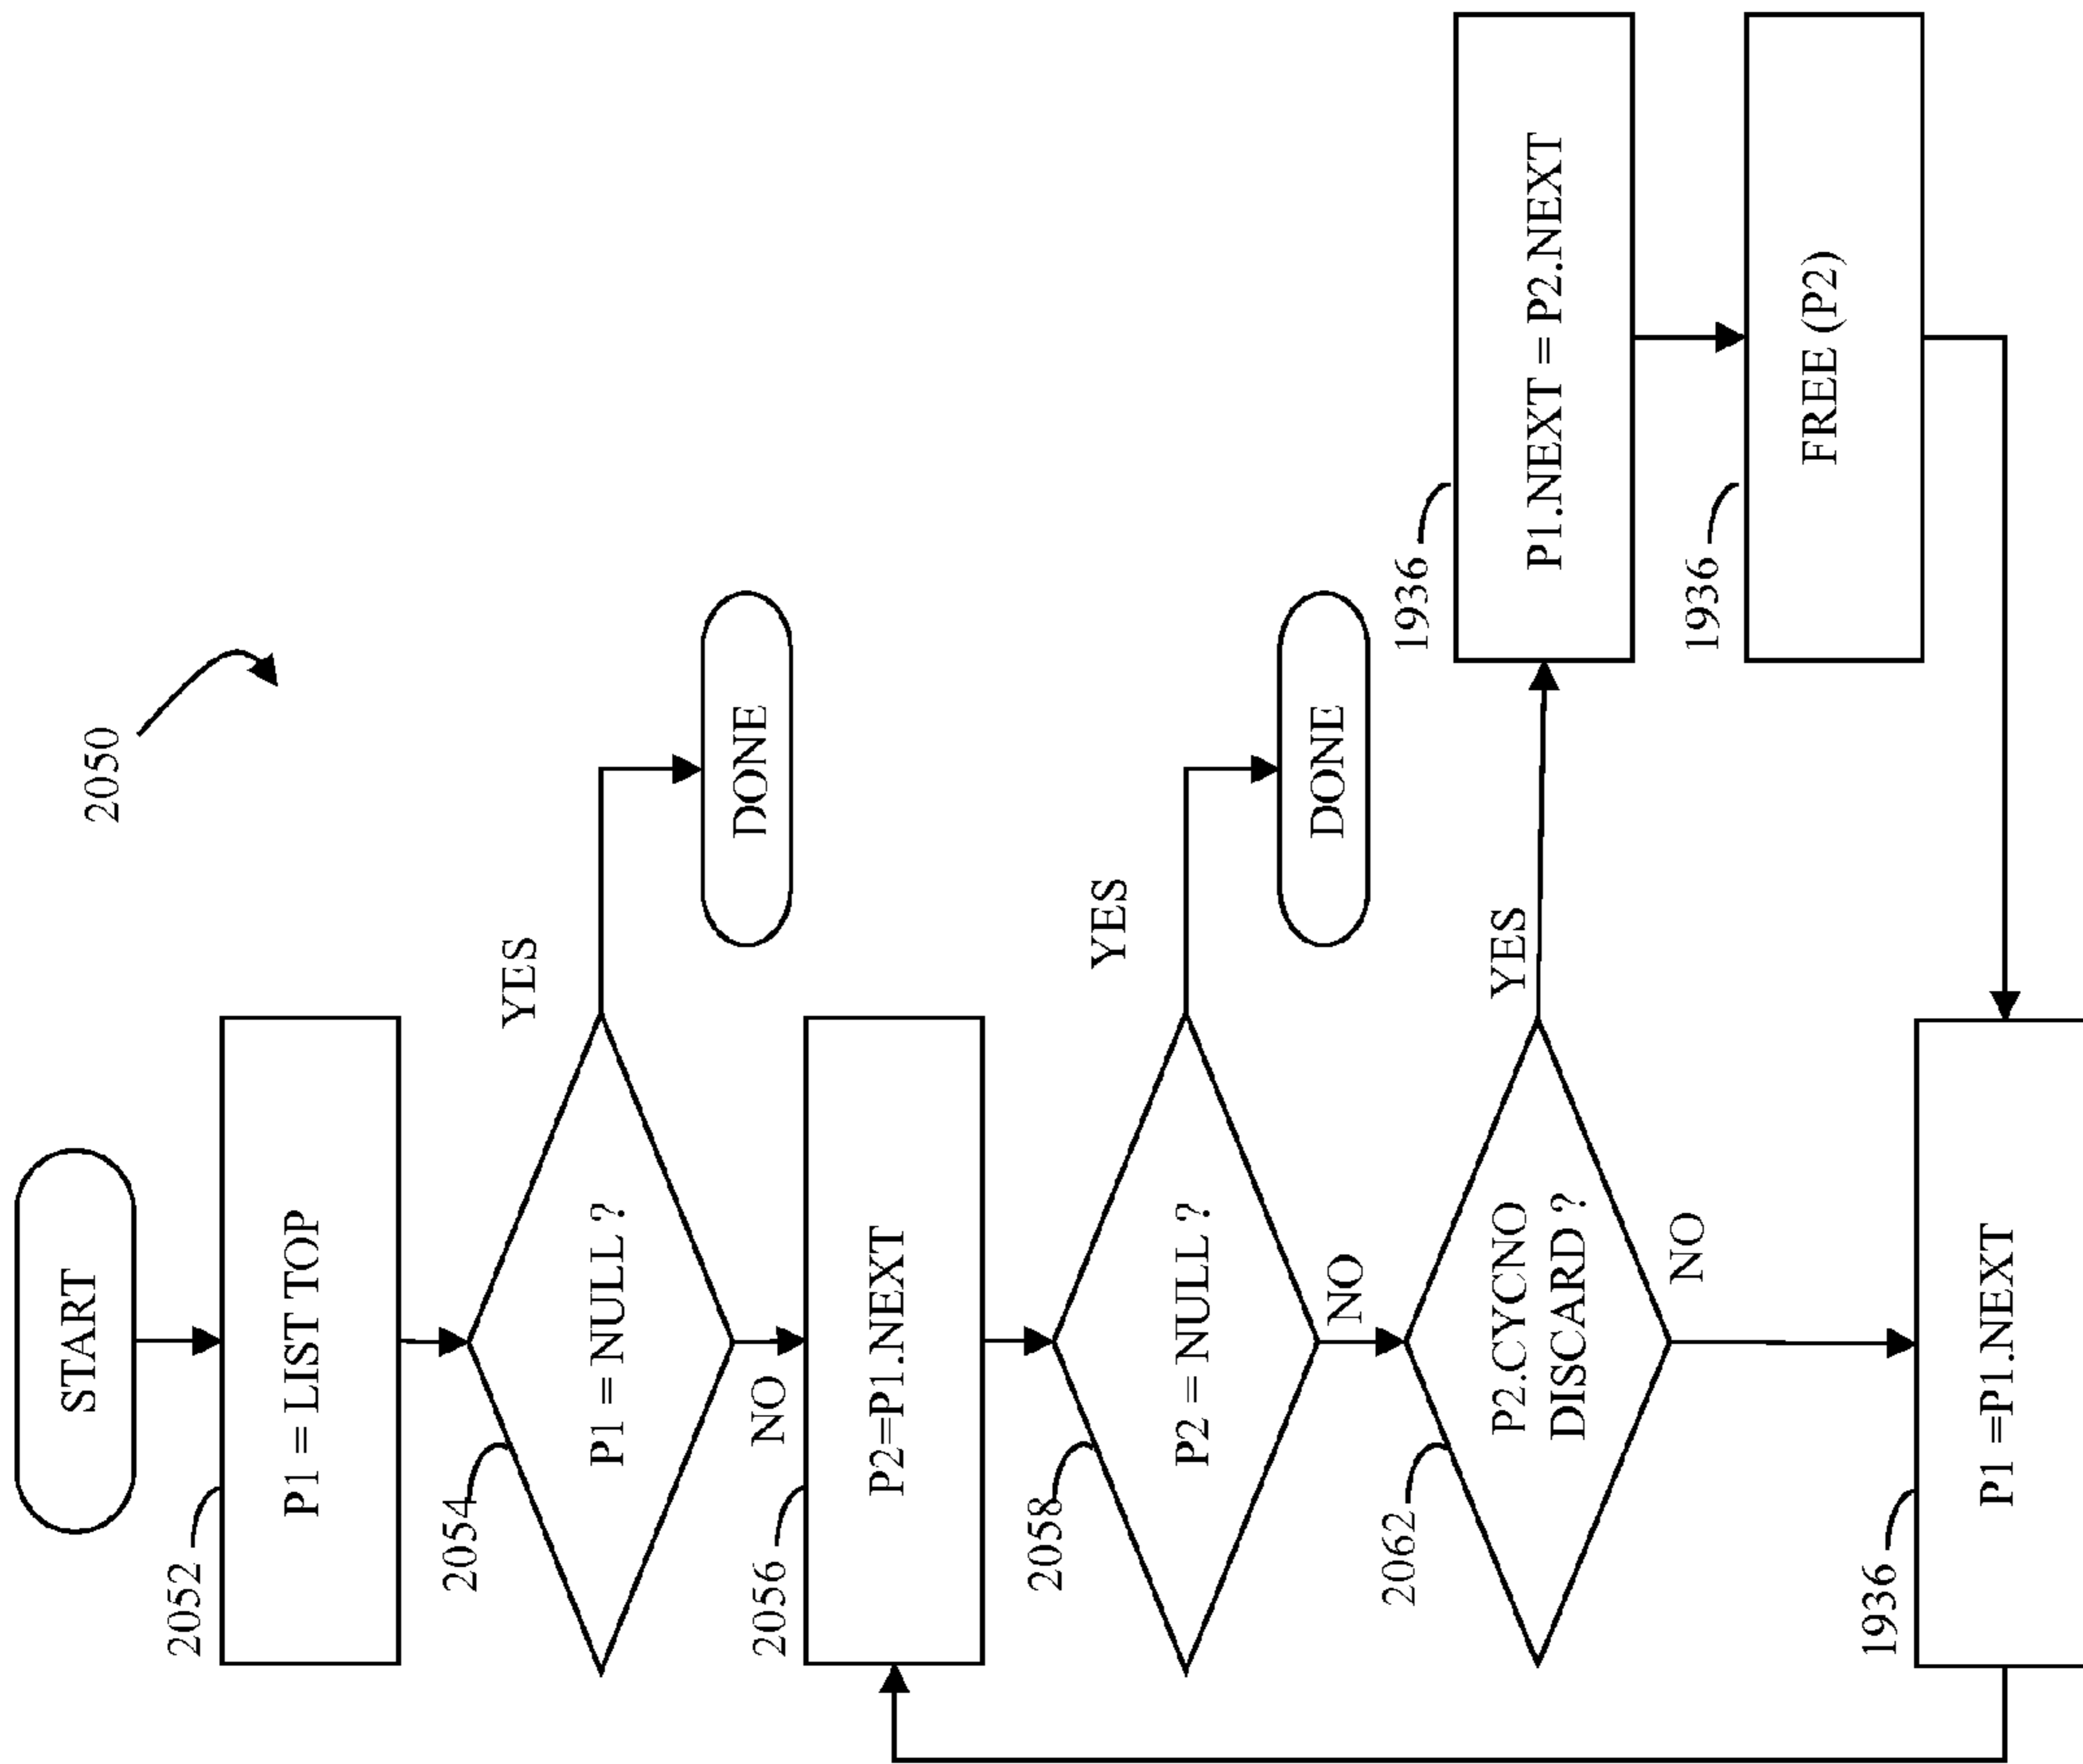 2050
START
2052
P1 = LIST TOP
2054
P1 = NULL ?
YES
DONE
NO
2056
P2=P1.NEXT
2058
P2 = NULL ?
YES
DONE
NO
2062
P2.CYCNO
DISCARD ?
YES
1936
P1.NEXT = P2.NEXT
1936
FREE (P2)
NO
1936
P1 =P1.NEXT